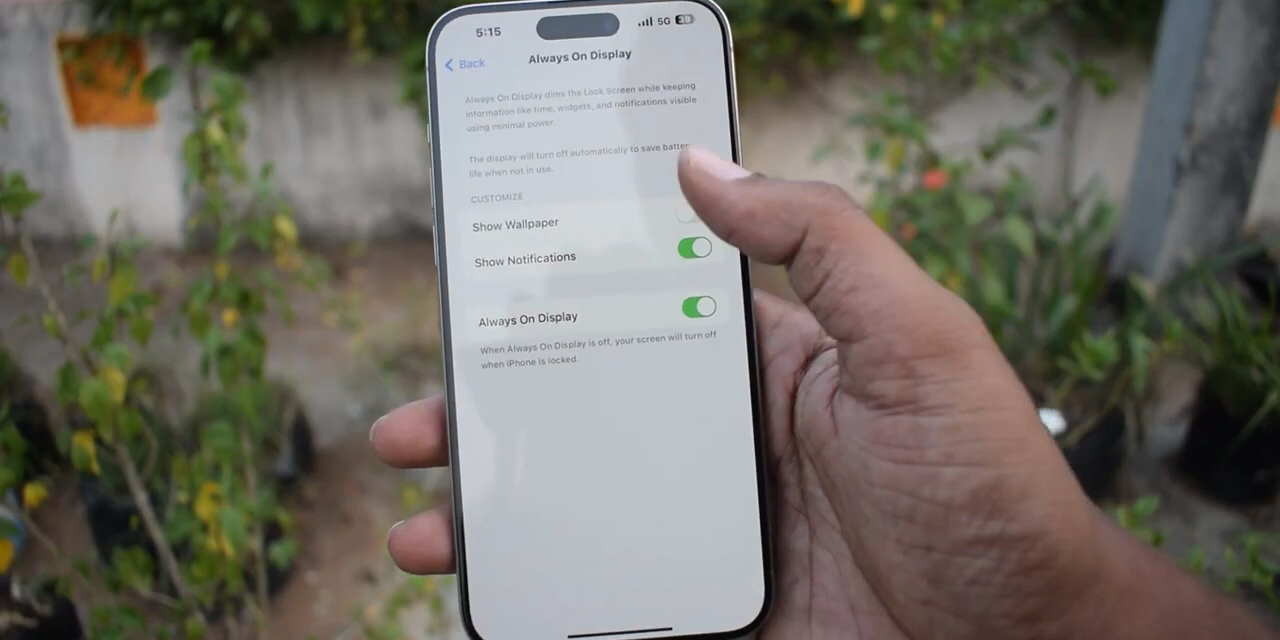 5:15
5G
Back
Always On Display
Always On Display dims the Lock Screen while keeping
information like time, widgets, and notifications visible
using minimal power.
The display will turn off automatically to save batter
life when not in use.
CUSTOMIZE
Show Wallpaper
Show Notifications
Always On Display
When Always On Display is off, your screen will turn off
when iPhone is locked.